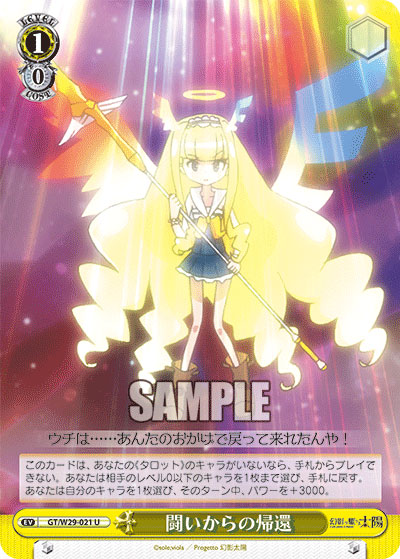 LEVEL
1
0
COST
SAMPLE
ウチは……あんたのおかげで戻って来れたんや！
このカードは、あなたの《タロット》のキャラがいないなら、手札からプレイで
きない。あなたは相手のレベル0以下のキャラを1枚まで選び、手札に戻す。
あなたは自分のキャラを1枚選び、そのターン中、パワーを＋3000。
EV GT/W29-021 U
闘いからの帰還
幻影ヲ駆ケル太陽
©sole;viola / Progetto 幻影太陽